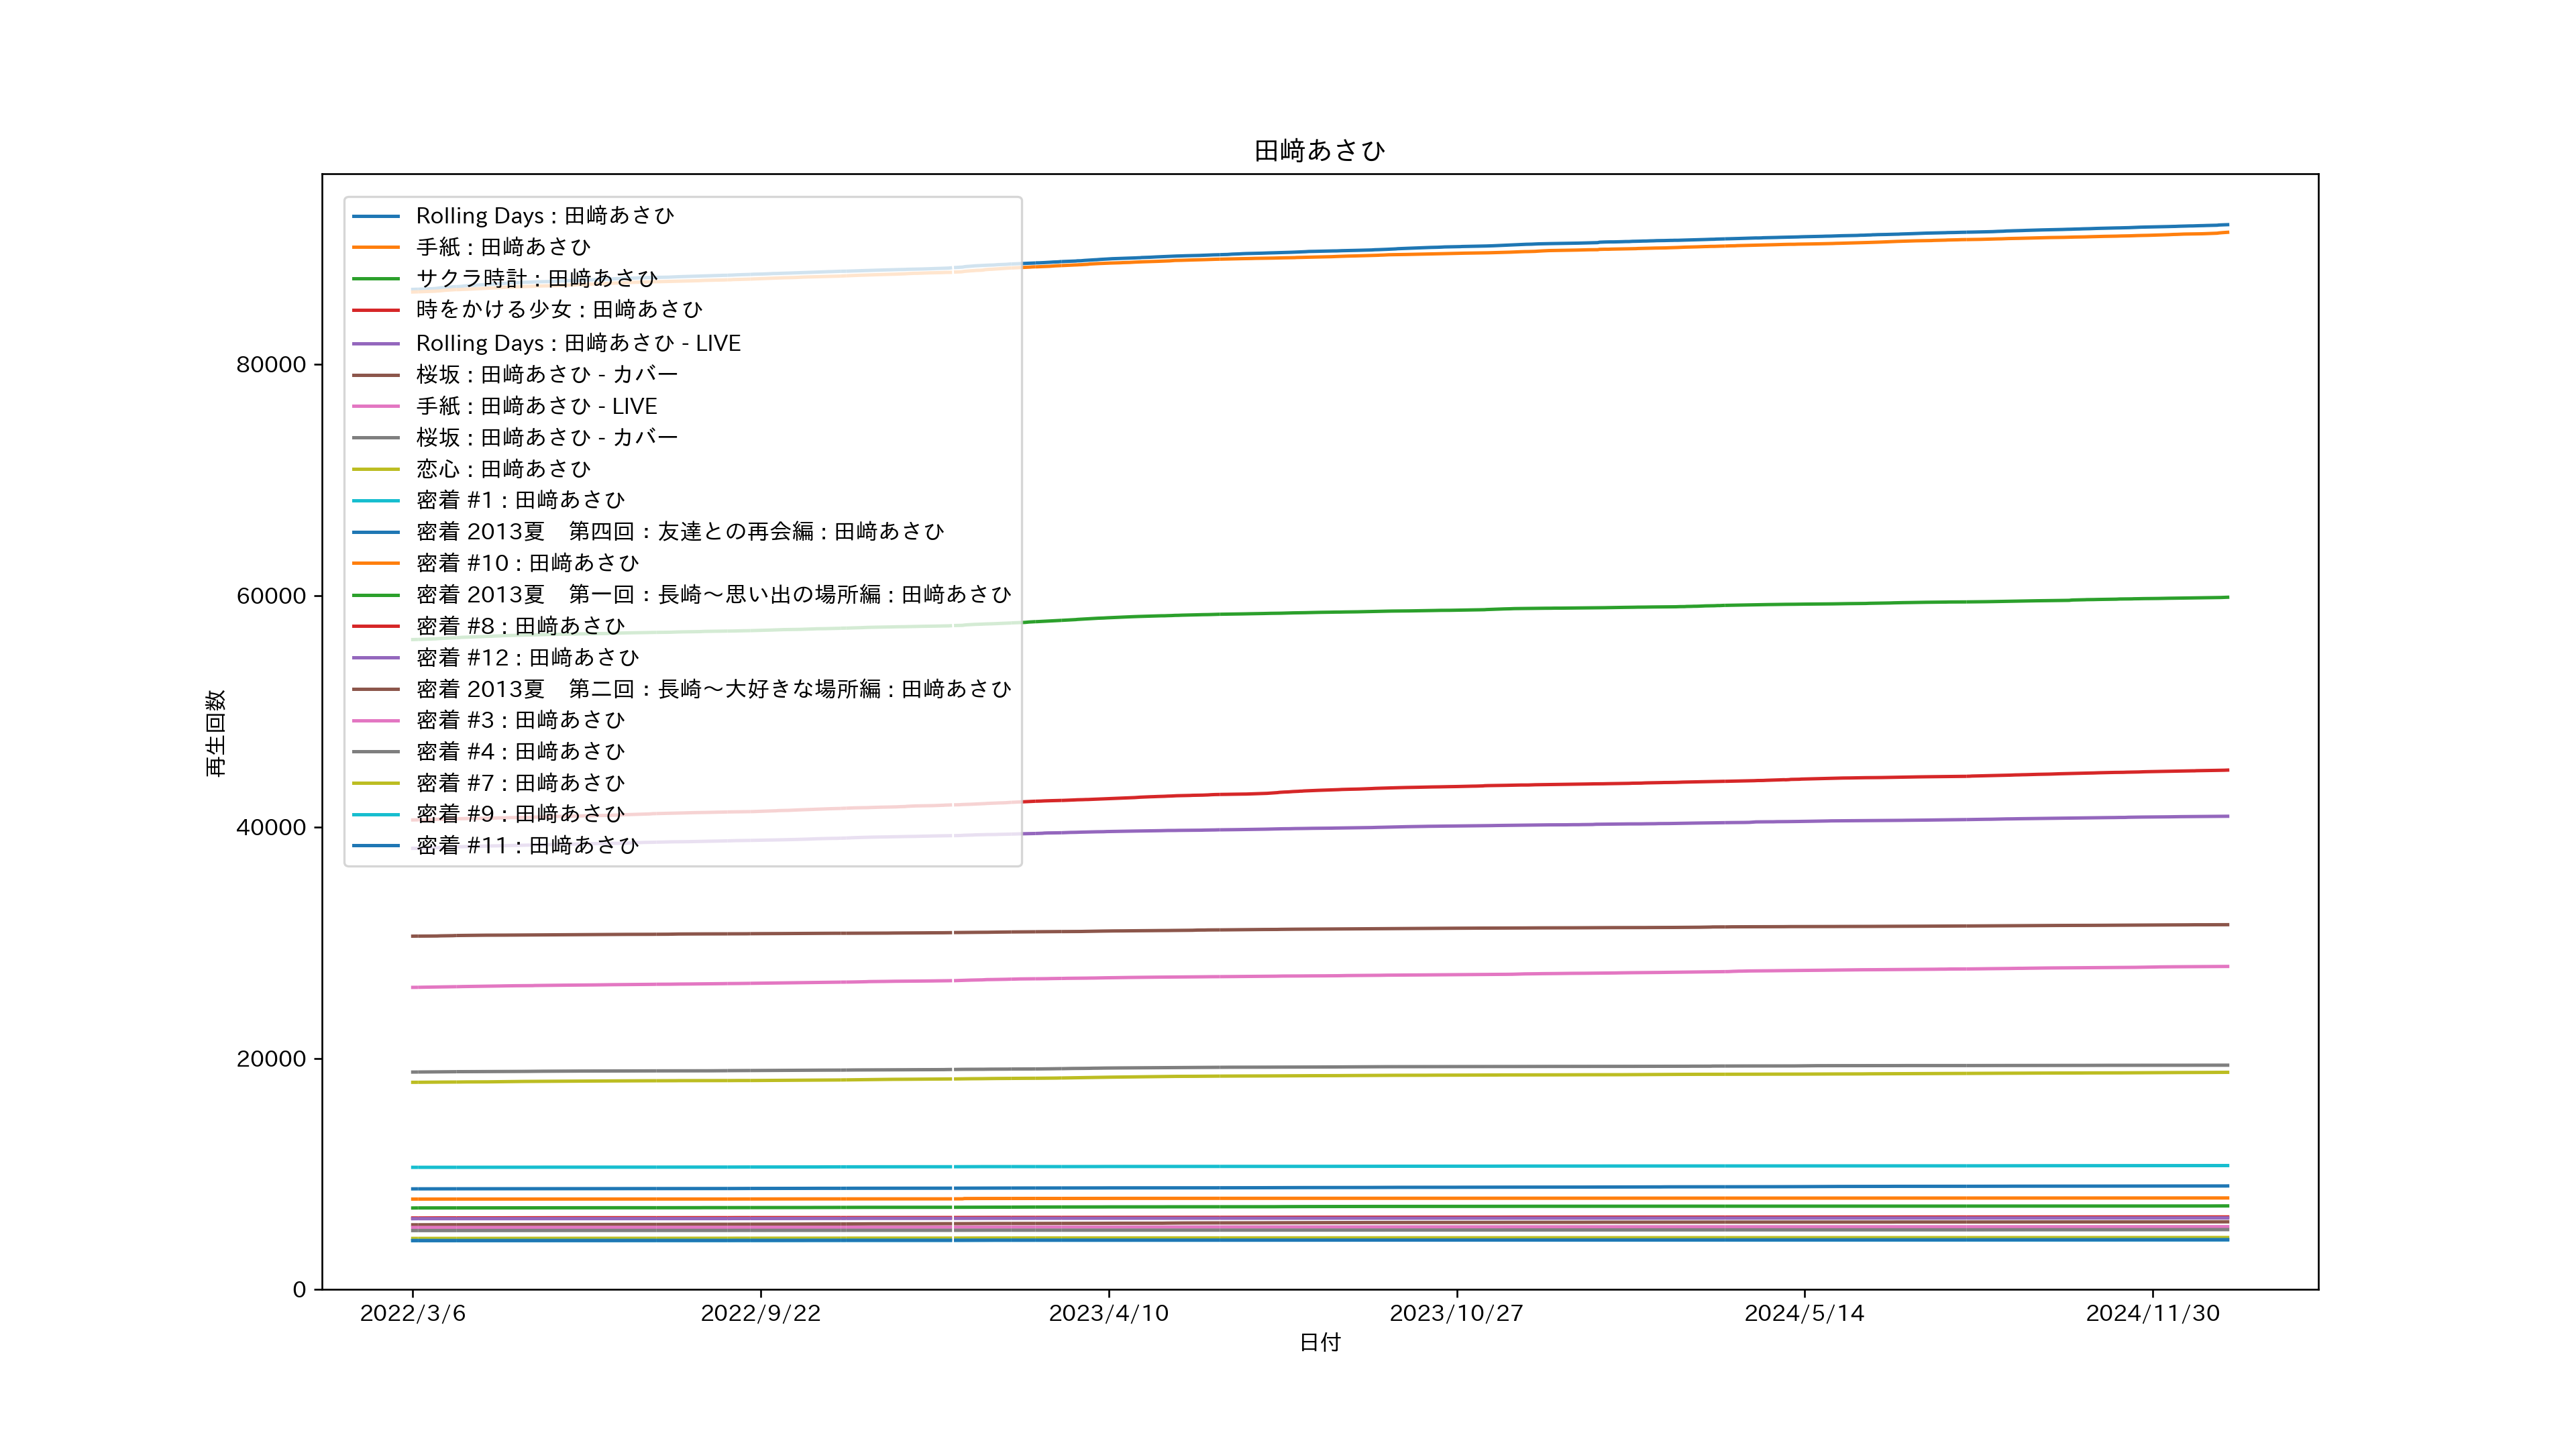 田﨑あさひ
Rolling Days : 田﨑あさひ
手紙 : 田﨑あさひ
サクラ時計 : 田﨑あさひ
時をかける少女 : 田﨑あさひ
Rolling Days : 田﨑あさひ - LIVE
桜坂 : 田﨑あさひ - カバー
手紙 : 田﨑あさひ - LIVE
桜坂 : 田﨑あさひ - カバー
恋心 : 田﨑あさひ
密着 #1 : 田﨑あさひ
密着 2013夏　第四回：友達との再会編 : 田﨑あさひ
密着 #10 : 田﨑あさひ
密着 2013夏　第一回：長崎～思い出の場所編 : 田﨑あさひ
密着 #8 : 田﨑あさひ
密着 #12 : 田﨑あさひ
密着 2013夏　第二回：長崎～大好きな場所編 : 田﨑あさひ
密着 #3 : 田﨑あさひ
密着 #4 : 田﨑あさひ
密着 #7 : 田﨑あさひ
密着 #9 : 田﨑あさひ
密着 #11 : 田﨑あさひ
再生回数
80000
60000
40000
20000
0
2022/3/6
2022/9/22
2023/4/10
2023/10/27
2024/5/14
2024/11/30
日付